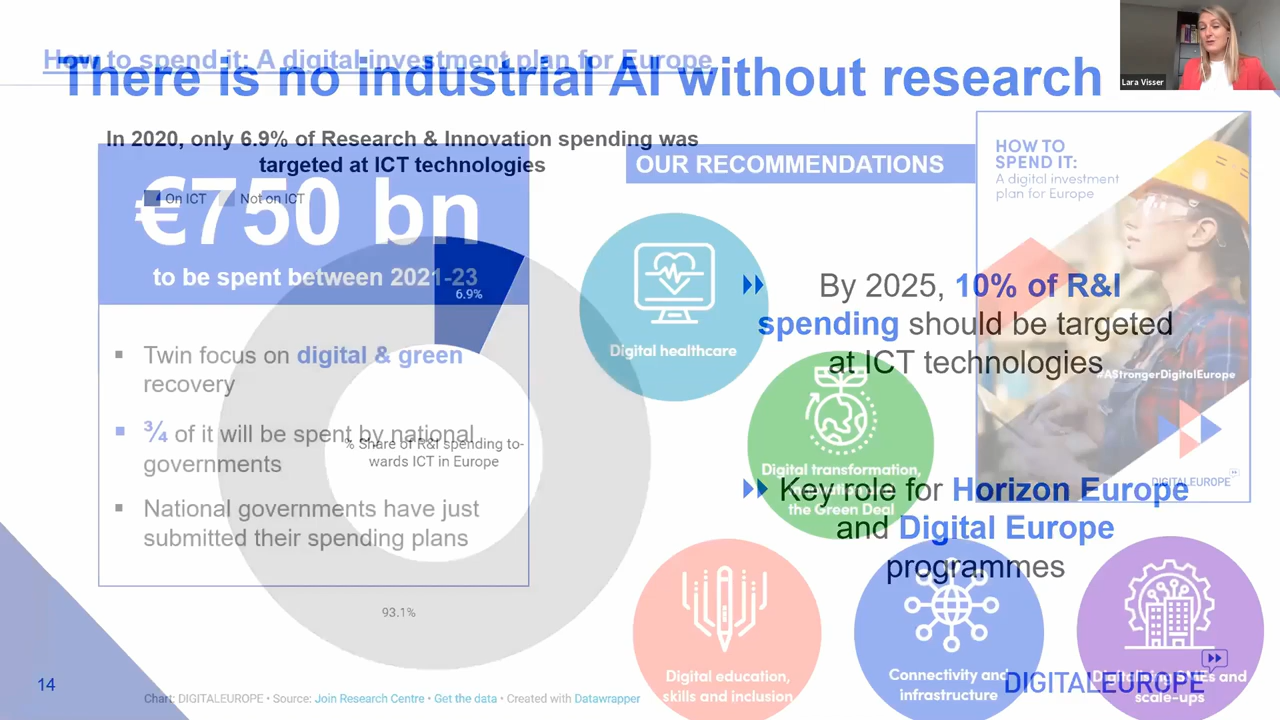 How to spend it: A digital investment plan for Europe
There is no industrial AI without research
Lara Visser
In 2020, only 6.9% of Research & Innovation spending was
targeted at ICT technologies
On ICT
Not on ICT
€750 bn
to be spent between 2021-23
6.9%
Twin focus on digital & green
recovery
¾ of it will be spent by national
governments
National governments have just
submitted their spending plans
% Share of R&I spending to-
wards ICT in Europe
93.1%
OUR RECOMMENDATIONS
Digital healthcare
By 2025, 10% of R&I
spending should be targeted
at ICT technologies
Digital transformation,
the Green Deal
Key role for Horizon Europe
and Digital Europe
programmes
Digital education,
skills and inclusion
Connectivity and
infrastructure
Digitalising SMEs and
scale-ups
HOW TO
SPEND IT:
A digital investment
plan for Europe
#AStrongerDigitalEurope
DIGITALEUROPE
DIGITALEUROPE
14
Chart: DIGITALEUROPE • Source: Join Research Centre • Get the data • Created with Datawrapper